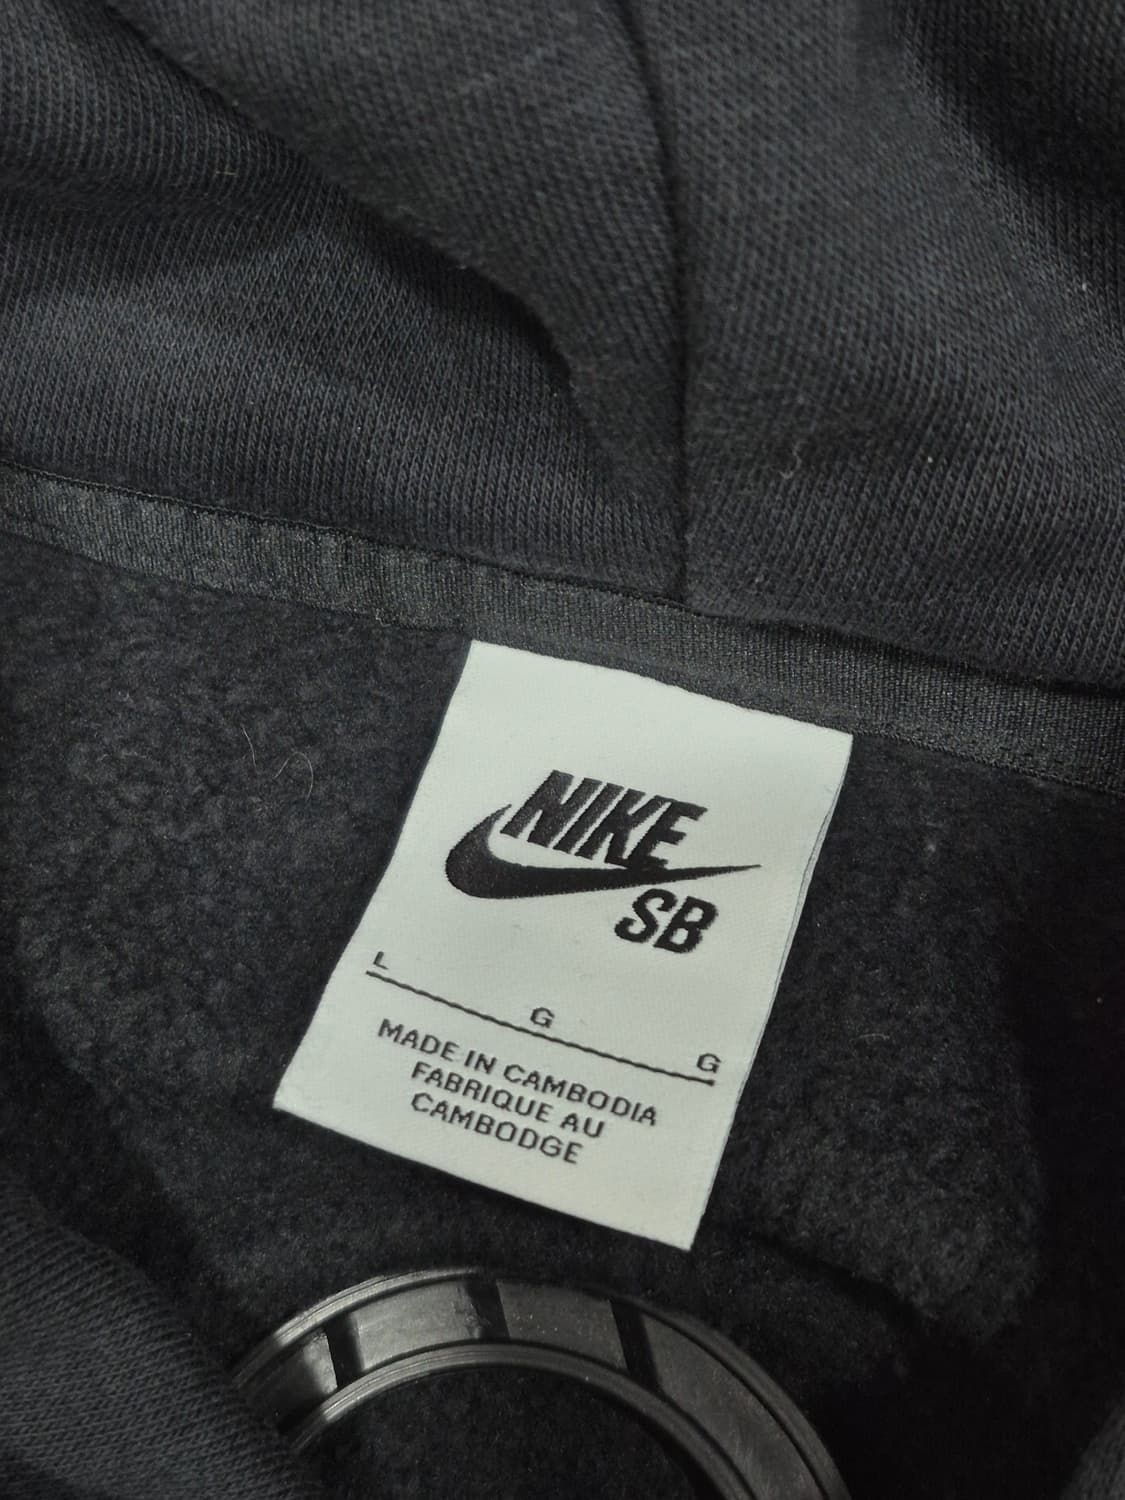 NIKE
SB
L G G
MADE IN CAMBODIA
FABRIQUE AU
CAMBODGE